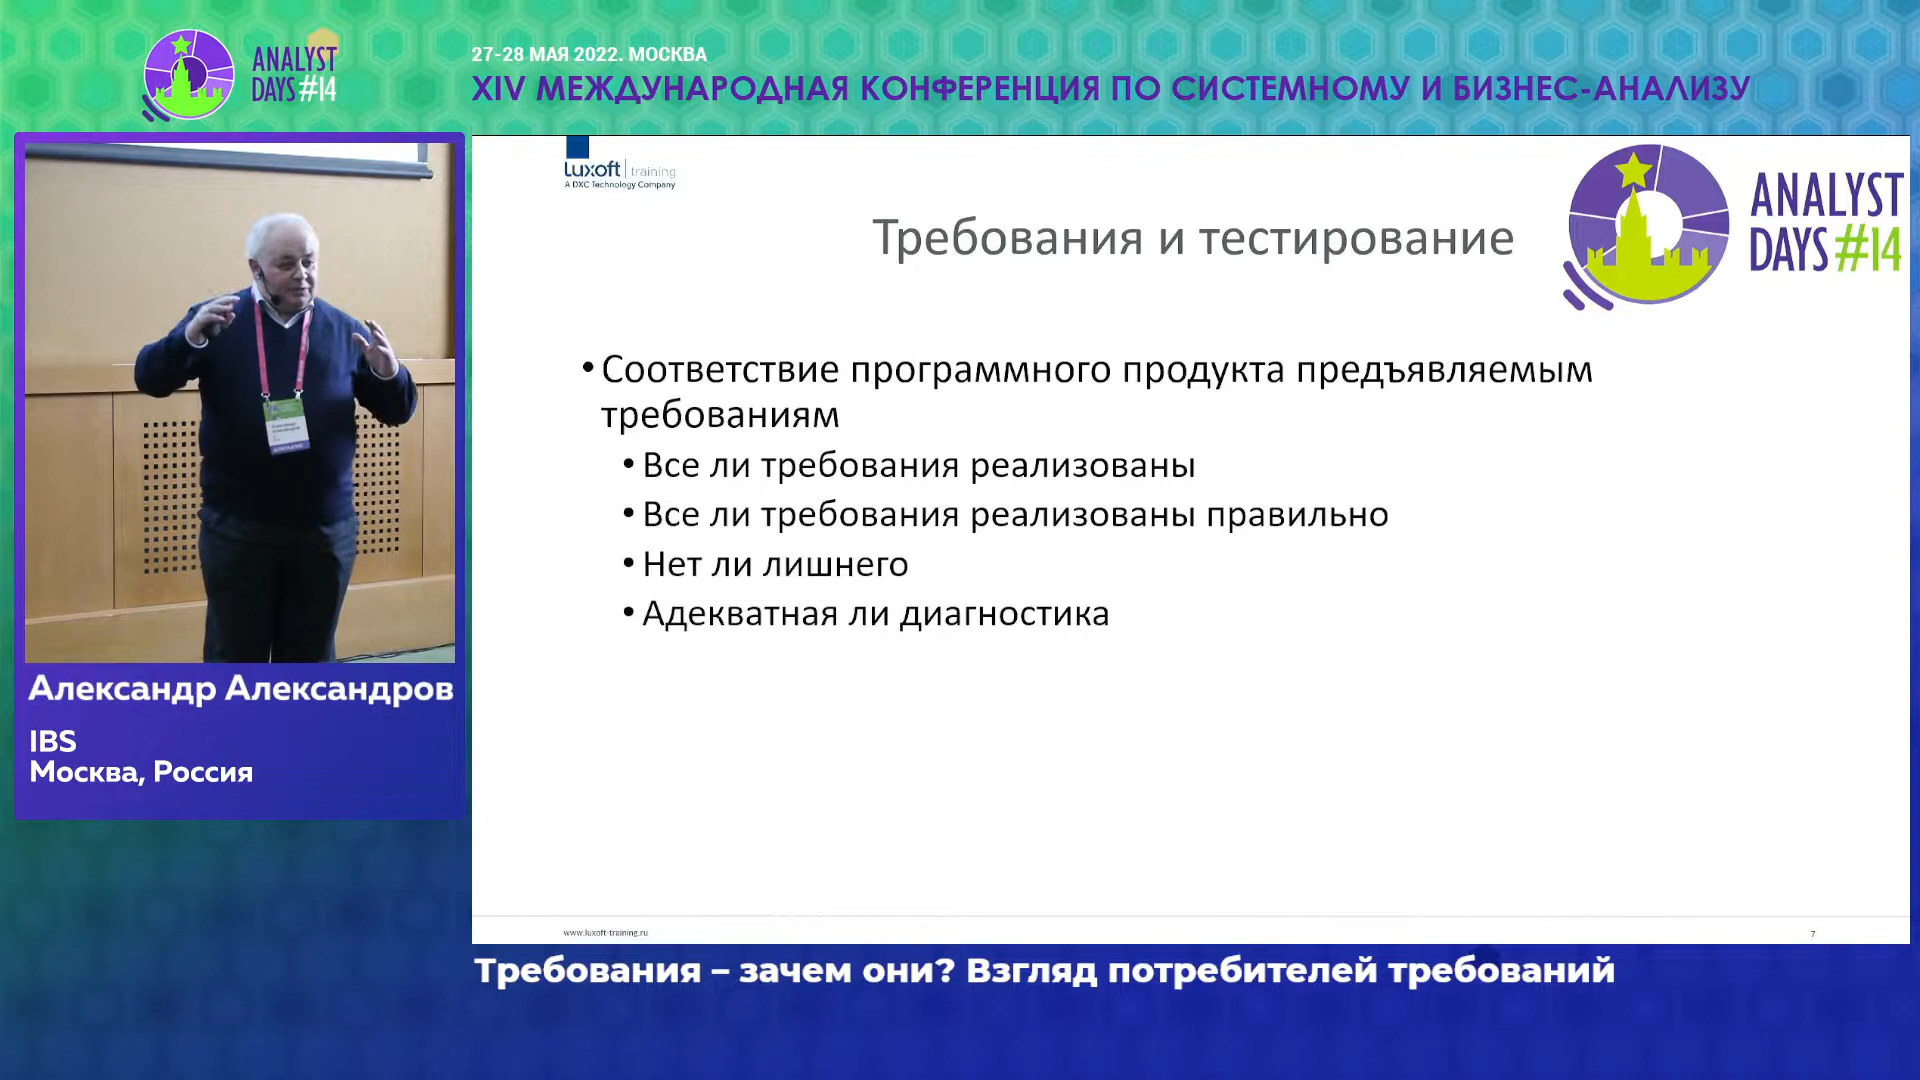 ANALYST
DAYS #14
27-28 МАЯ 2022. МОСКВА
XIV МЕЖДУНАРОДНАЯ КОНФЕРЕНЦИЯ ПО СИСТЕМНОМУ И БИЗНЕС-АНАЛИЗУ
Luxoft training
A DXC Technology Company
ANALYST
DAYS #14
Требования и тестирование
• Соответствие программного продукта предъявляемым
требованиям
• Все ли требования реализованы
• Все ли требования реализованы правильно
• Нет ли лишнего
• Адекватная ли диагностика
www.luxoft-training.ru
7
Александр Александров
IBS
Москва, Россия
Требования – зачем они? Взгляд потребителей требований